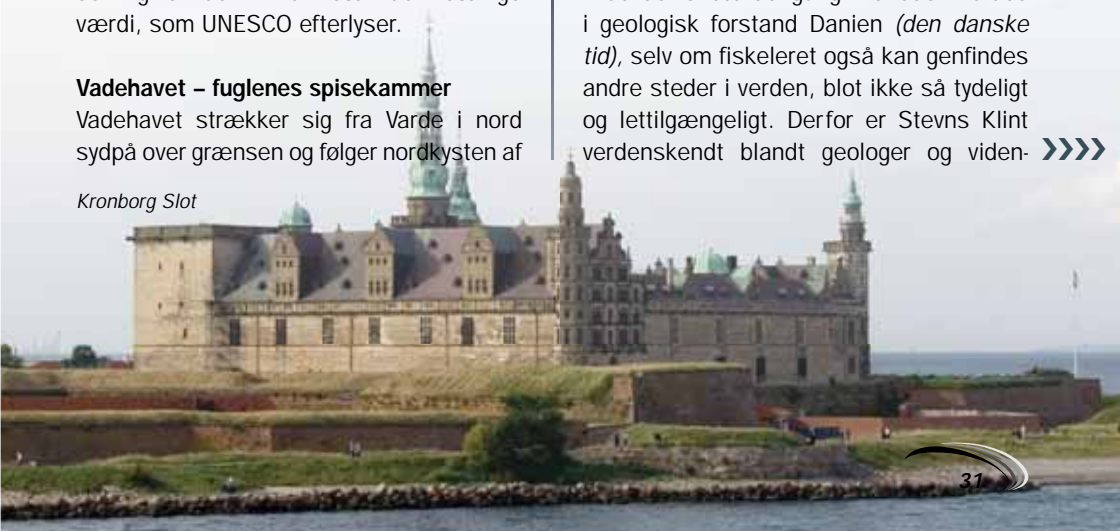 værdi, som UNESCO efterlyser.
Vadehavet – fuglenes spisekammer
Vadehavet strækker sig fra Varde i nord
sydpå over grænsen og følger nordkysten af
Kronborg Slot
i geologisk forstand Danien (den danske
tid), selv om fiskeleret også kan genfindes
andre steder i verden, blot ikke så tydeligt
og lettilgængeligt. Derfor er Stevns Klint
verdenskendt blandt geologer og viden-
31